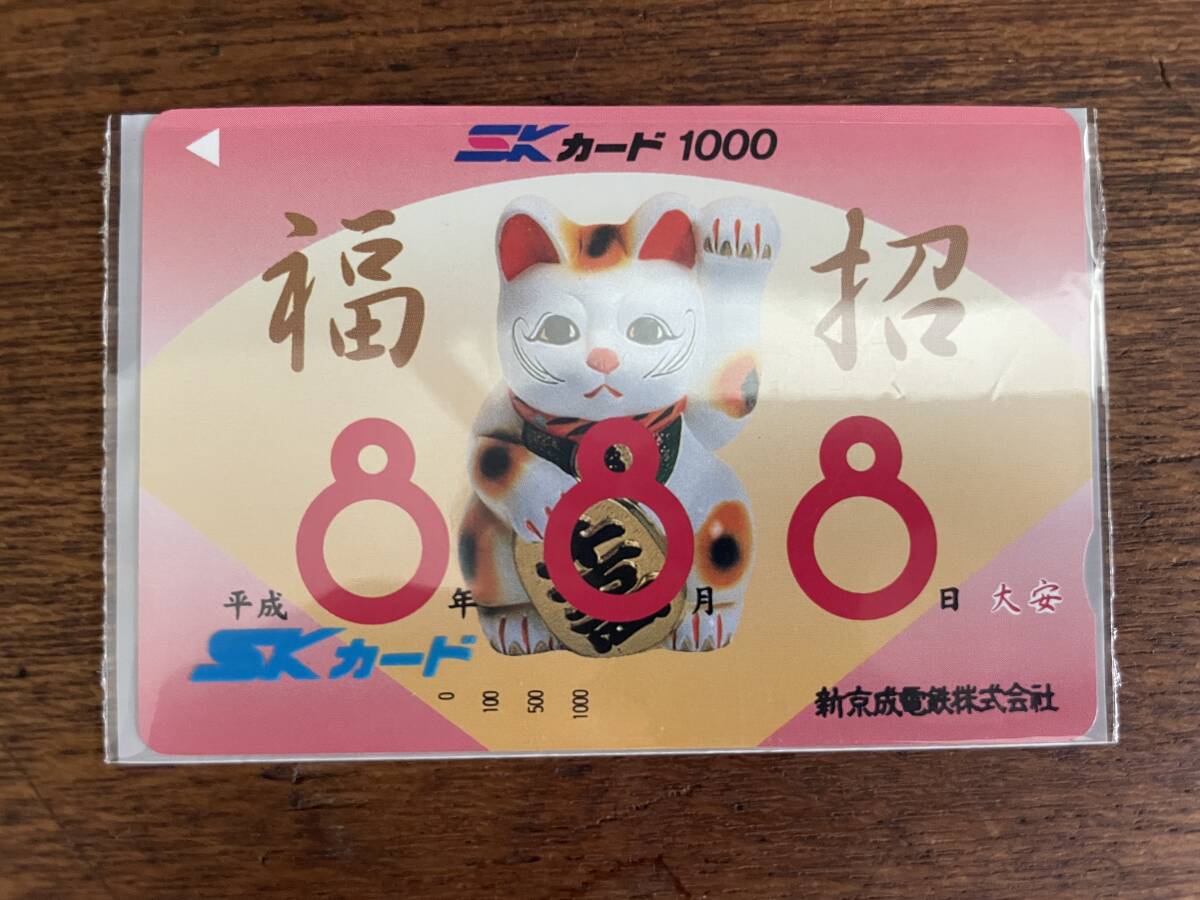 SKカード 1000
福 招
平成8年8月8日 大安
SKカード
0 100 500 1000
新京成電鉄株式会社